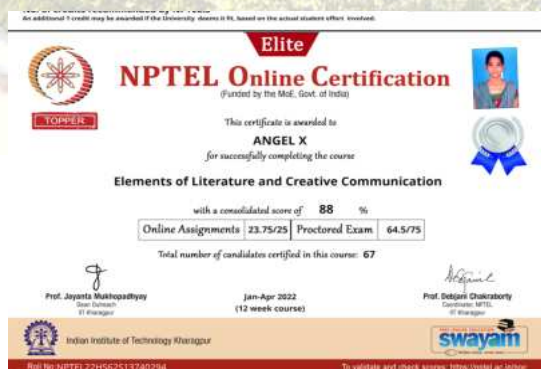 An additional 1 credit may be awarded if the University deems it fit, based on the actual student effort involved.
Elite
NPTEL Online Certification
(Funded by the MoE, Govt. of India)
TOPPER
This certificate is awarded to
ANGEL X
for successfully completing the course
Elements of Literature and Creative Communication
with a consolidated score of 88 %
Online Assignments 23.75/25 Proctored Exam 64.5/75
Total number of candidates certified in this course: 67
Prof. Jayanta Mukhopadhyay
Dean Outreach
IIT Kharagpur
Jan-Apr 2022
(12 week course)
Prof. Debjani Chakraborty
Coordinator, NPTEL
IIT Kharagpur
Indian Institute of Technology Kharagpur
swayam
Roll No:NPTEL22HS62S13740294
To validate and check scores: https://nptel.ac.in/noc